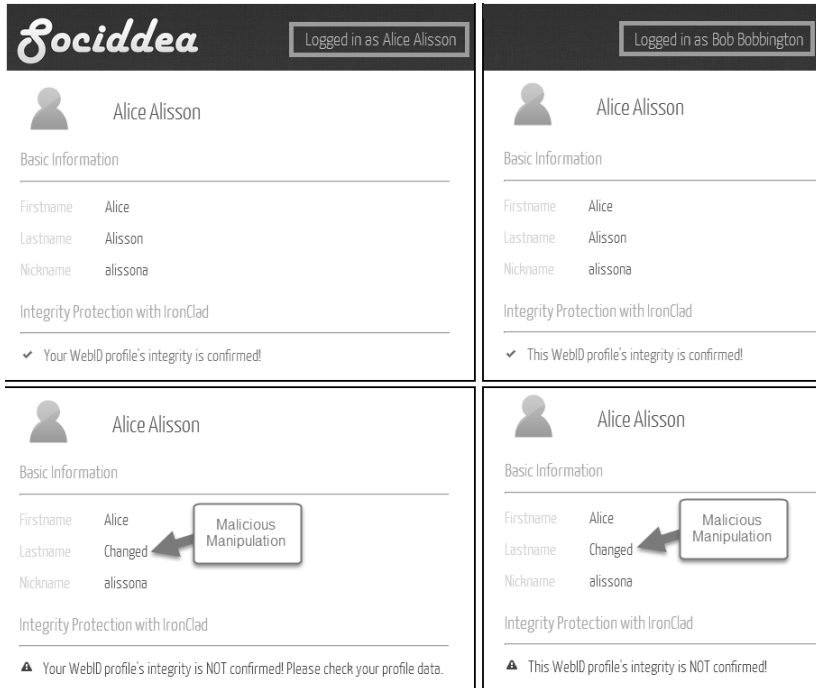 Sociddea
Logged in as Alice Alisson
Alice Alisson
Basic Information
Firstname Alice
Lastname Alisson
Nickname alissona
Integrity Protection with IronClad
Your WebID profile's integrity is confirmed!
Logged in as Bob Bobbington
Alice Alisson
Basic Information
Firstname Alice
Lastname Alisson
Nickname alissona
Integrity Protection with IronClad
This WebID profile's integrity is confirmed!
Alice Alisson
Basic Information
Firstname Alice
Lastname Changed
Nickname alissona
Malicious
Manipulation
Integrity Protection with IronClad
Your WebID profile's integrity is NOT confirmed! Please check your profile data.
Alice Alisson
Basic Information
Firstname Alice
Lastname Changed
Nickname alissona
Malicious
Manipulation
Integrity Protection with IronClad
This WebID profile's integrity is NOT confirmed!